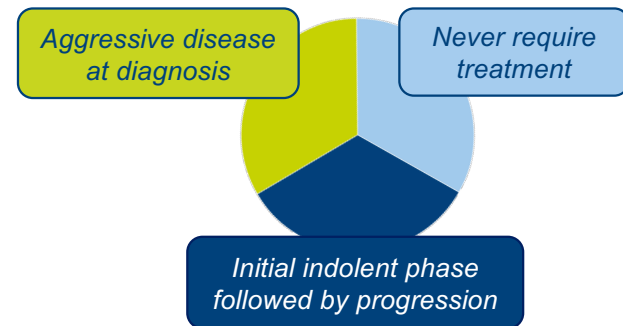 Aggressive disease
at diagnosis
Never require
treatment
Initial indolent phase
followed by progression